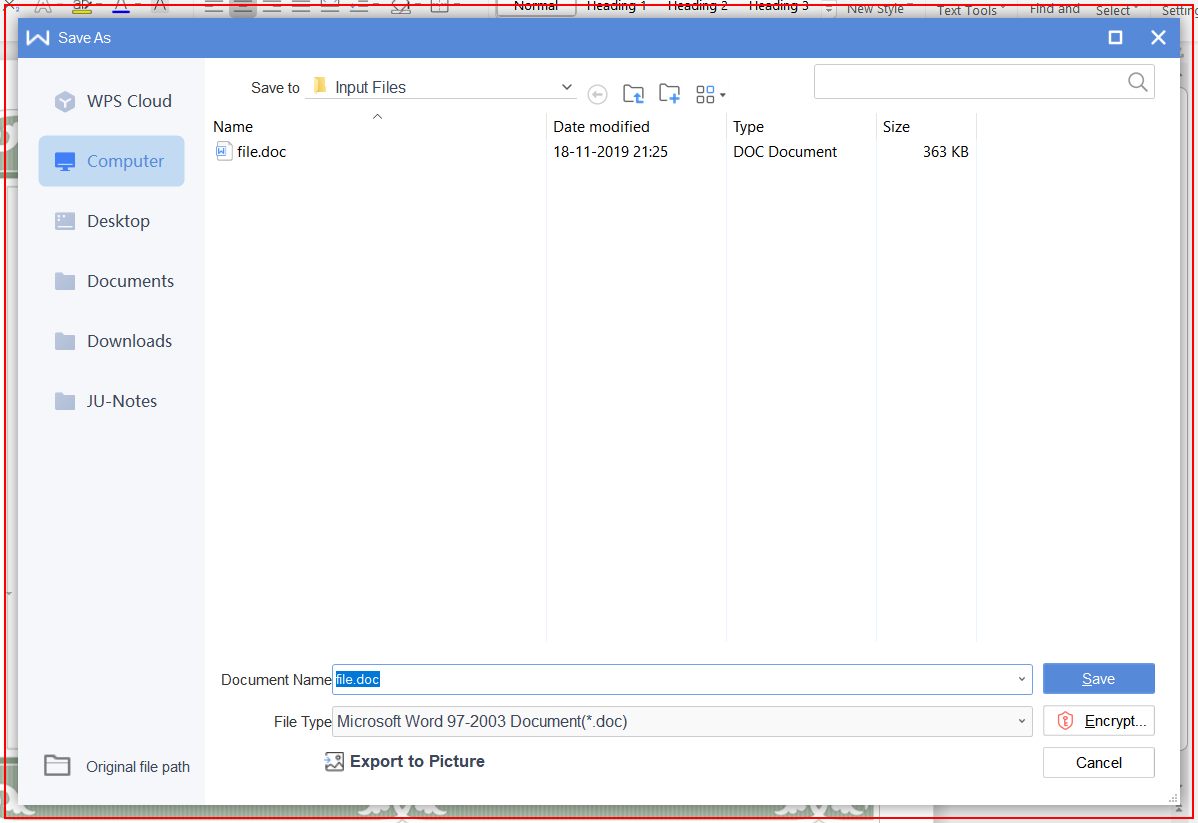 Normal Heading 1 Heading 2 Heading 3 New Style Text Tools Find and Select
Save As
WPS Cloud
Computer
Desktop
Documents
Downloads
JU-Notes
Original file path
Save to Input Files
Name Date modified Type Size
file.doc 18-11-2019 21:25 DOC Document 363 KB
Document Name file.doc Save
File Type Microsoft Word 97-2003 Document(*.doc) Encrypt...
Export to Picture Cancel